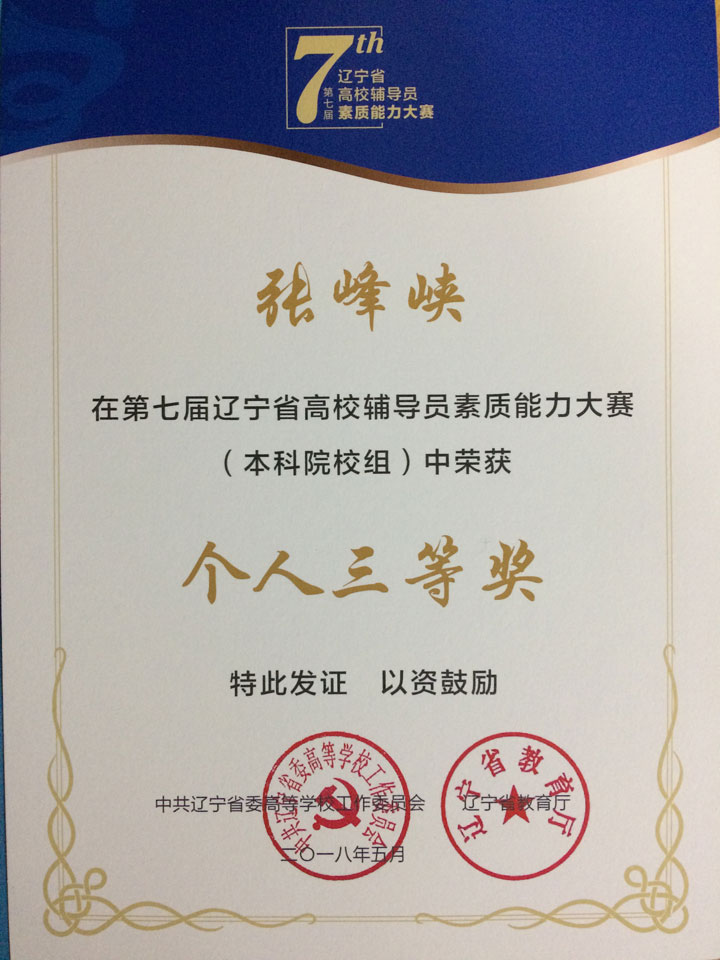 7th
第七届
辽宁省
高校辅导员
素质能力大赛
张峰峡
在第七届辽宁省高校辅导员素质能力大赛
（本科院校组）中荣获
个人三等奖
特此发证 以资鼓励
中共辽宁省委高等学校工作委员会
辽宁省教育厅
中共辽宁省委高等学校工作委员会 辽宁省教育厅
二〇一八年五月